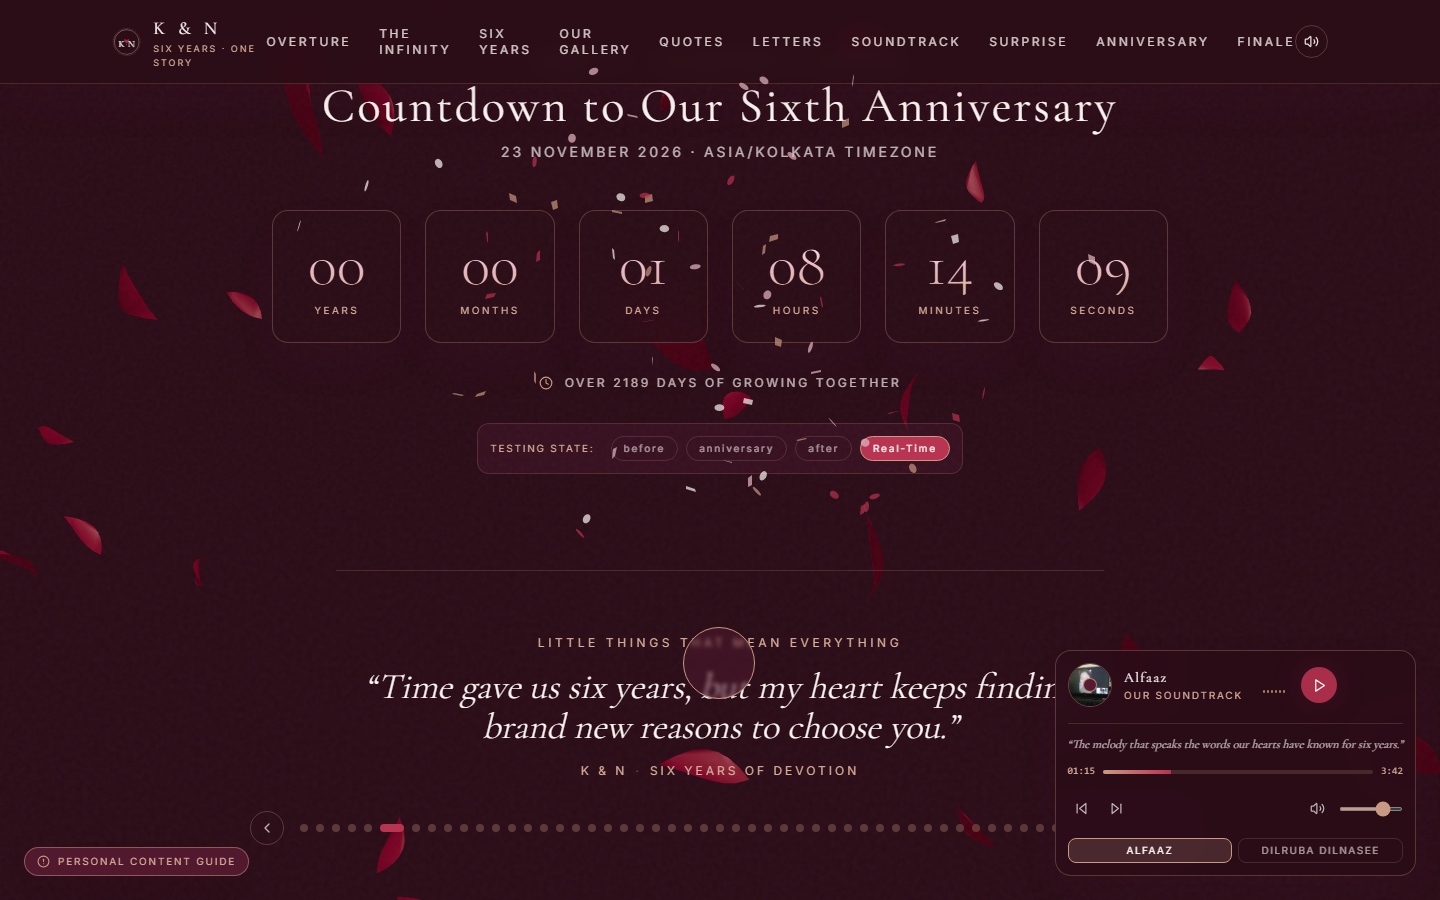 K & N
SIX YEARS · ONE
STORY
OVERTURE
THE
INFINITY
SIX
YEARS
OUR
GALLERY
QUOTES
LETTERS
SOUNDTRACK
SURPRISE
ANNIVERSARY
FINALE
Countdown to Our Sixth Anniversary
23 NOVEMBER 2026 · ASIA/KOLKATA TIMEZONE
00 00 01 08 14 09
YEARS MONTHS DAYS HOURS MINUTES SECONDS
OVER 2189 DAYS OF GROWING TOGETHER
TESTING STATE: before anniversary after Real-Time
LITTLE THINGS THAT MEAN EVERYTHING
“Time gave us six years, but my heart keeps findin
brand new reasons to choose you.”
K & N · SIX YEARS OF DEVOTION
PERSONAL CONTENT GUIDE
Alfaaz
OUR SOUNDTRACK
“The melody that speaks the words our hearts have known for six years.”
01:15 3:42
ALFAAZ DILRUBA DILNASEE